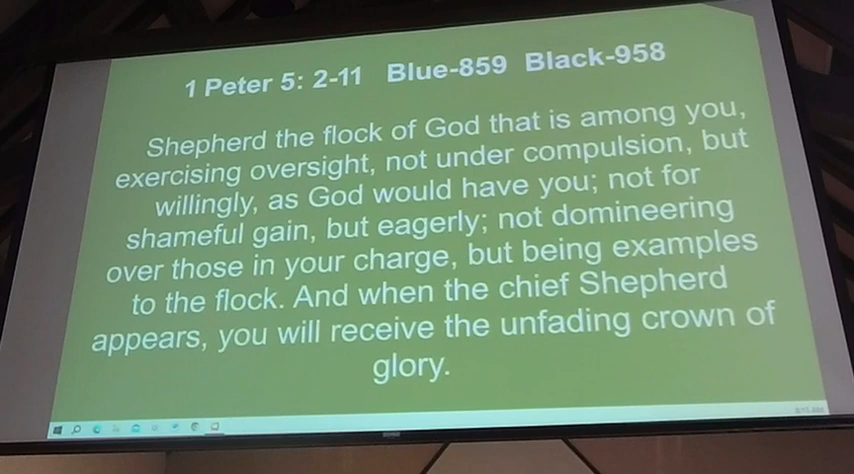 1 Peter 5: 2-11 Blue-859 Black-958
Shepherd the flock of God that is among you,
exercising oversight, not under compulsion, but
willingly, as God would have you; not for
shameful gain, but eagerly; not domineering
over those in your charge, but being examples
to the flock. And when the chief Shepherd
appears, you will receive the unfading crown of
glory.